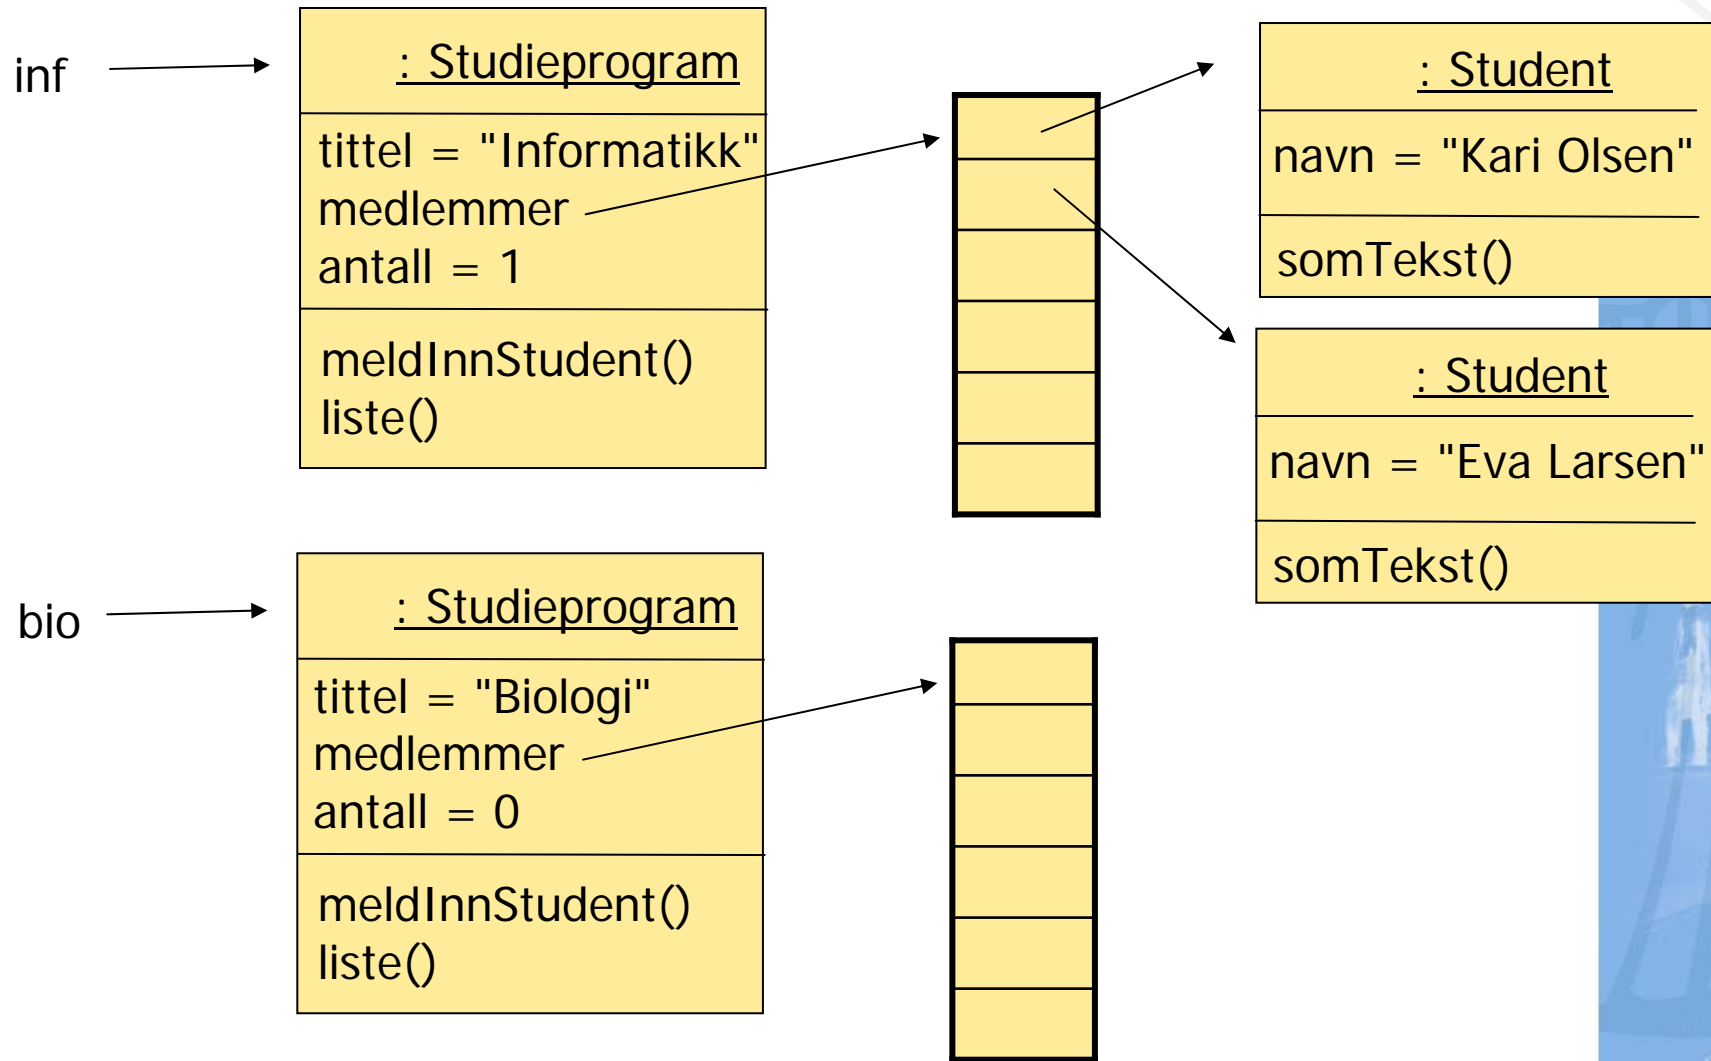 inf
: Studieprogram
tittel = "Informatikk"
medlemmer
antall = 1
meldInnStudent()
liste()
: Student
navn = "Kari Olsen"
somTekst()
: Student
navn = "Eva Larsen"
somTekst()
bio
: Studieprogram
tittel = "Biologi"
medlemmer
antall = 0
meldInnStudent()
liste()